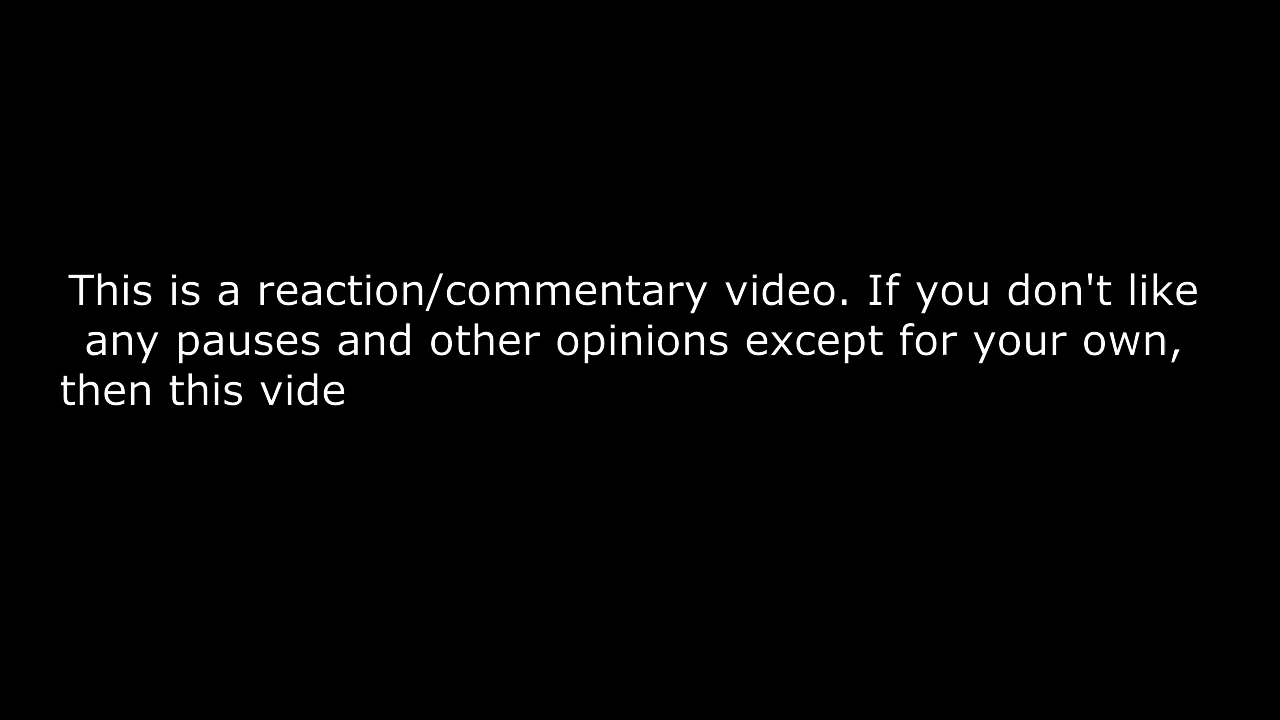 This is a reaction/commentary video. If you don't like
any pauses and other opinions except for your own,
then this vide